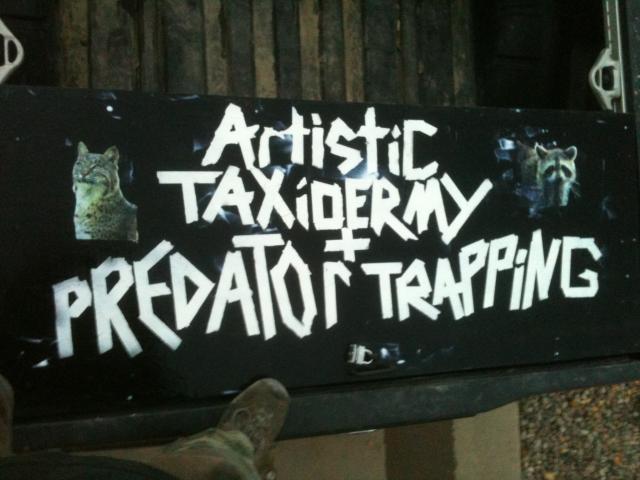 Artistic
TAXiDERMY
+
PREDATOr TRAPPiNG